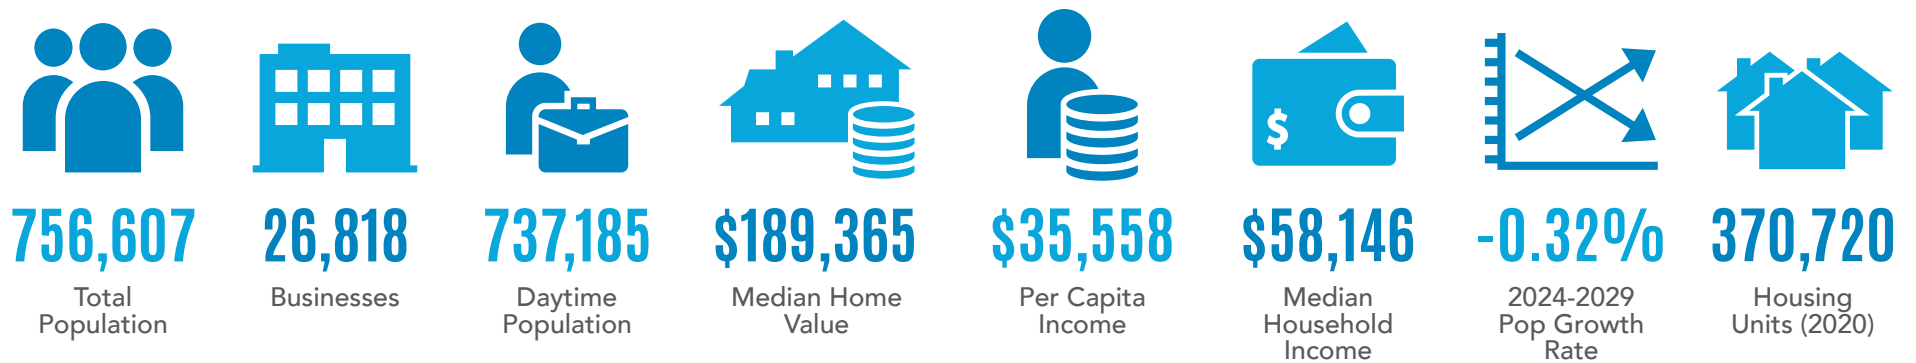 $
756,607
Total
Population
26,818
Businesses
737,185
Daytime
Population
$189,365
Median Home
Value
$35,558
Per Capita
Income
$58,146
Median
Household
Income
-0.32%
2024-2029
Pop Growth
Rate
370,720
Housing
Units (2020)